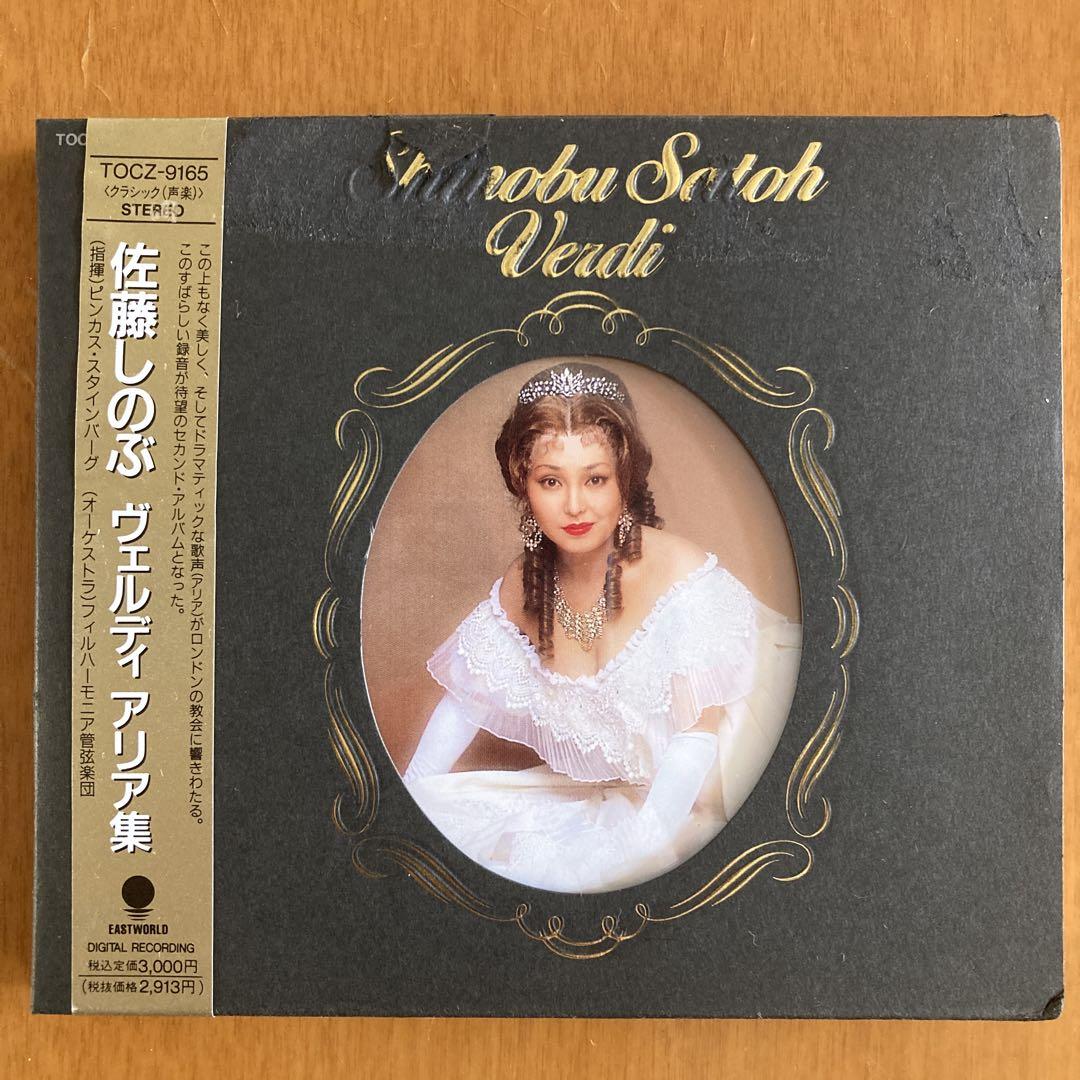 TOC
TOCZ-9165
〈クラシック(声楽)〉
STEREO
この上もなく美しく、そしてドラマティックな歌声(アリア)がロンドンの教会に響きわたる。
このすばらしい録音が待望のセカンド・アルバムとなった。
佐藤しのぶ ヴェルディ アリア集
(指揮)ピンカス・スタインバーグ (オーケストラ)フィルハーモニア管弦楽団
EASTWORLD
DIGITAL RECORDING
税込定価3,000円
(税抜価格2,913円)
Shinobu Satoh
Verdi